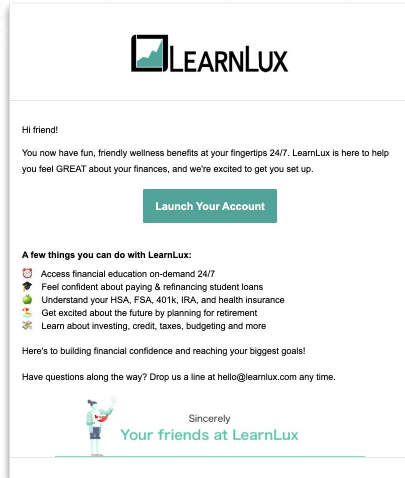 LEARNLUX
Hi friend!
You now have fun, friendly wellness benefits at your fingertips 24/7. LearnLux is here to help
you feel GREAT about your finances, and we're excited to get you set up.
Launch Your Account
A few things you can do with LearnLux:
Access financial education on-demand 24/7
Feel confident about paying & refinancing student loans
Understand your HSA, FSA, 401k, IRA, and health insurance
Get excited about the future by planning for retirement
Learn about investing, credit, taxes, budgeting and more
Here's to building financial confidence and reaching your biggest goals!
Have questions along the way? Drop us a line at hello@learnlux.com any time.
Sincerely
Your friends at LearnLux